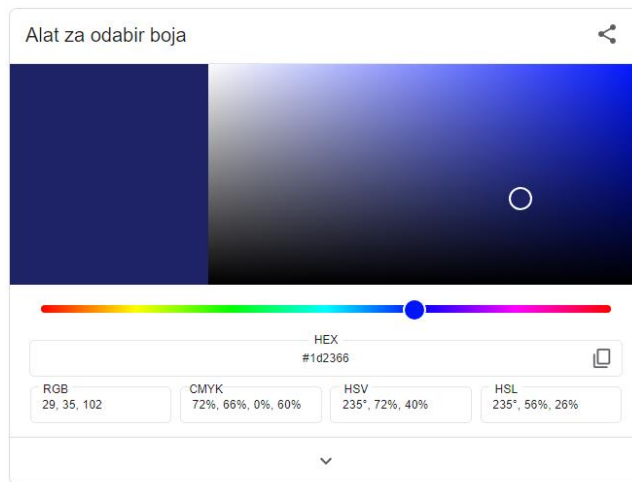 Alat za odabir boja
HEX
#1d2366
RGB
29, 35, 102
CMYK
72%, 66%, 0%, 60%
HSV
235°, 72%, 40%
HSL
235°, 56%, 26%